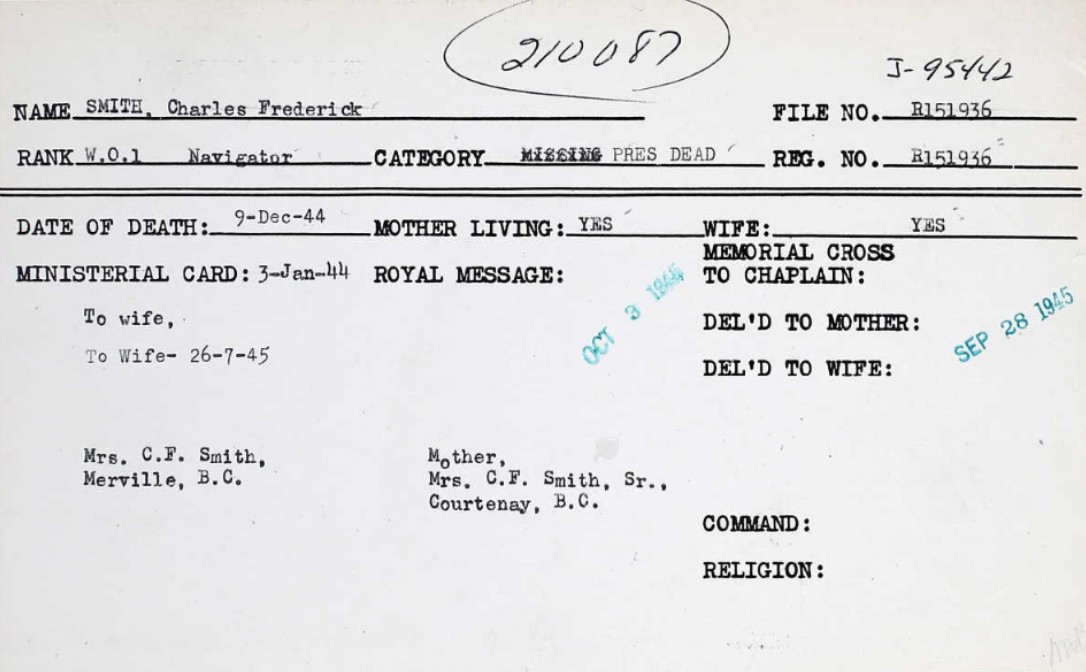 210087
J-95442
NAME SMITH, Charles Frederick FILE NO. R151936
RANK W.O.1 Navigator CATEGORY MISSING PRES DEAD REG. NO. R151936
DATE OF DEATH: 9-Dec-44 MOTHER LIVING: YES WIFE: YES
MEMORIAL CROSS
MINISTERIAL CARD: 3-Jan-44 ROYAL MESSAGE: TO CHAPLAIN:
OCT 3 1945
To wife, DEL'D TO MOTHER:
SEP 28 1945
To Wife- 26-7-45
DEL'D TO WIFE:
Mrs. C.F. Smith, Mother,
Merville, B.C. Mrs. C.F. Smith, Sr.,
Courtenay, B.C.
COMMAND:
RELIGION: